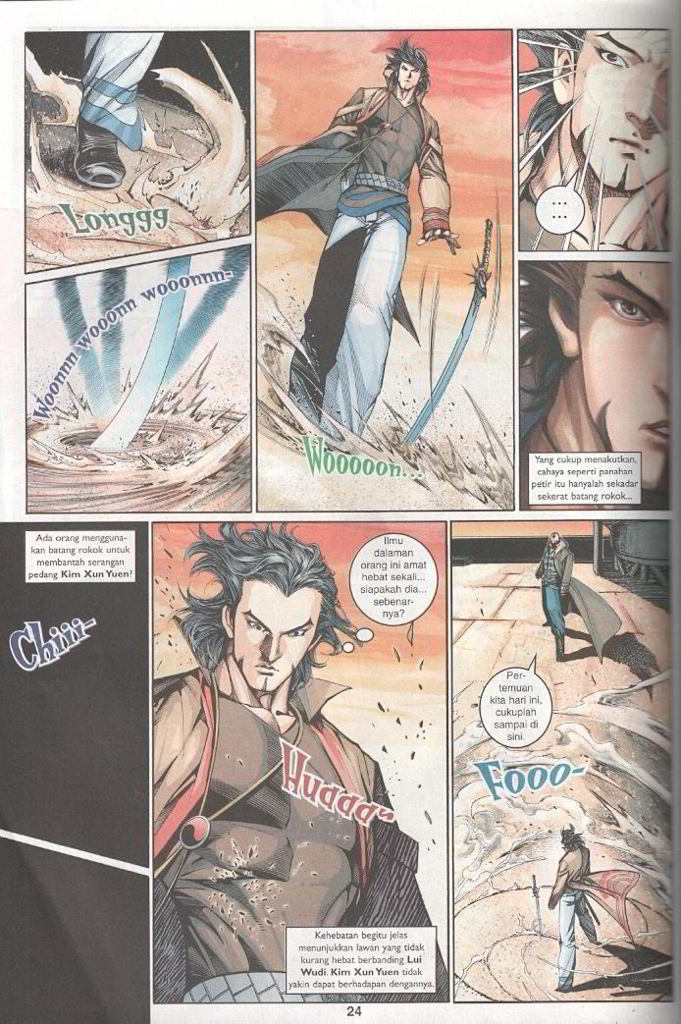 Longgg
Woonnn wooonn wooonnn-
Wooooon...
...
...
Yang cukup menakutkan,
cahaya seperti panahan
petir itu hanyalah sekadar
sekerat batang rokok...
Ada orang mengguna-
kan batang rokok untuk
membantah serangan
pedang Kim Xun Yuen?
Chiii-
Ilmu
dalaman
orang ini amat
hebat sekali...
siapakah dia...
sebenar-
nya?
Huaaa~
Kehebatan begitu jelas
menunjukkan lawan yang tidak
kurang hebat berbanding Lui
Wudi. Kim Xun Yuen tidak
yakin dapat berhadapan dengannya.
Per-
temuan
kita hari ini,
cukuplah
sampai di
sini.
Fooo-
24